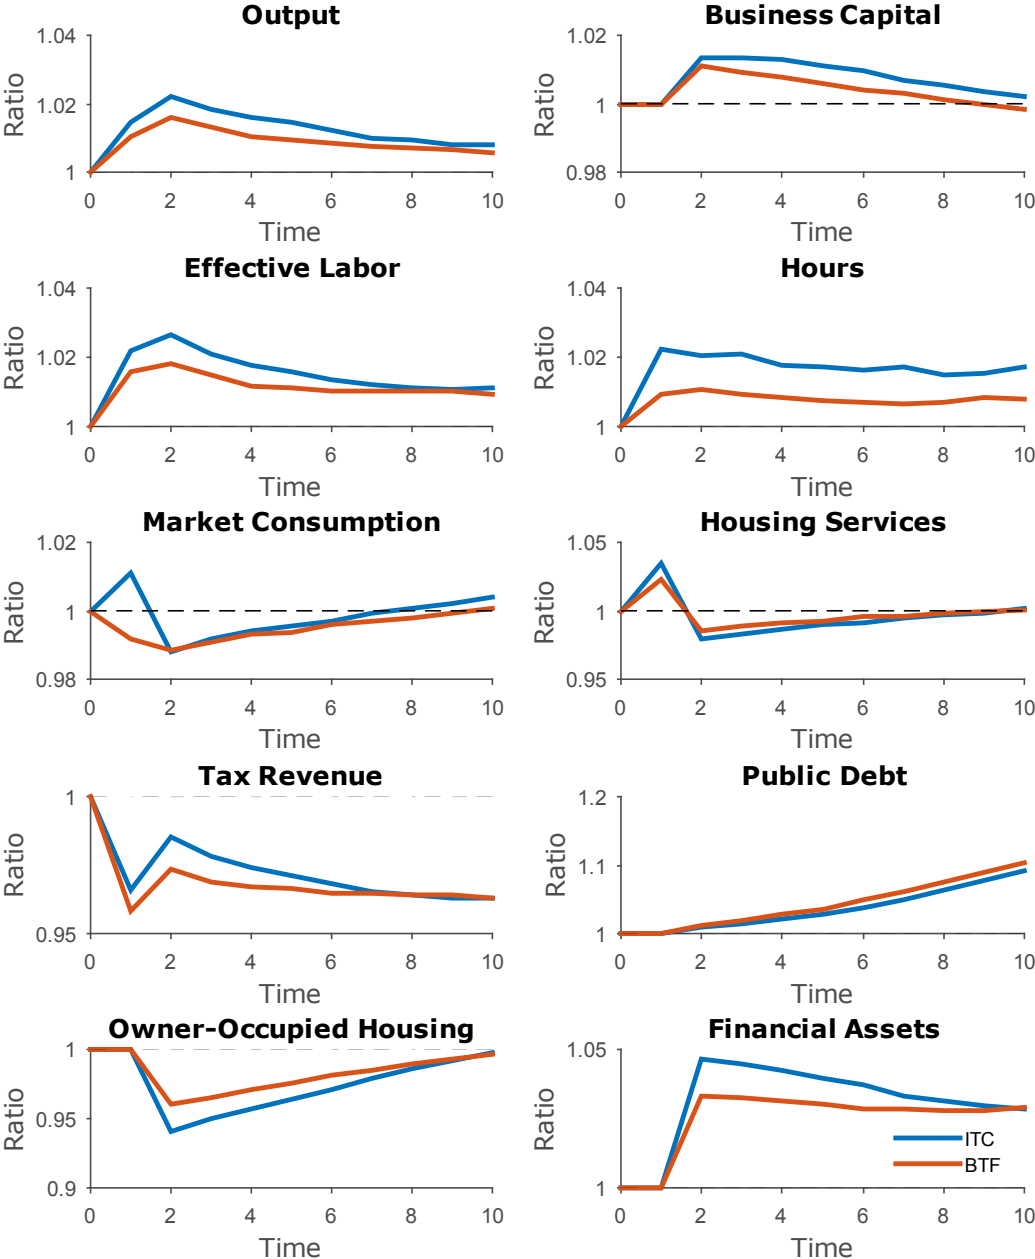 Output
1.04
1.02
1
Ratio
0 2 4 6 8 10
Time
Business Capital
1.02
1
0.98
Ratio
0 2 4 6 8 10
Time
Effective Labor
1.04
1.02
1
Ratio
0 2 4 6 8 10
Time
Hours
1.04
1.02
1
Ratio
0 2 4 6 8 10
Time
Market Consumption
1.02
1
0.98
Ratio
0 2 4 6 8 10
Time
Housing Services
1.05
1
0.95
Ratio
0 2 4 6 8 10
Time
Tax Revenue
1
0.95
Ratio
0 2 4 6 8 10
Time
Public Debt
1.2
1.1
1
Ratio
0 2 4 6 8 10
Time
Owner-Occupied Housing
1
0.95
0.9
Ratio
0 2 4 6 8 10
Time
Financial Assets
1.05
1
Ratio
ITC
BTF
0 2 4 6 8 10
Time